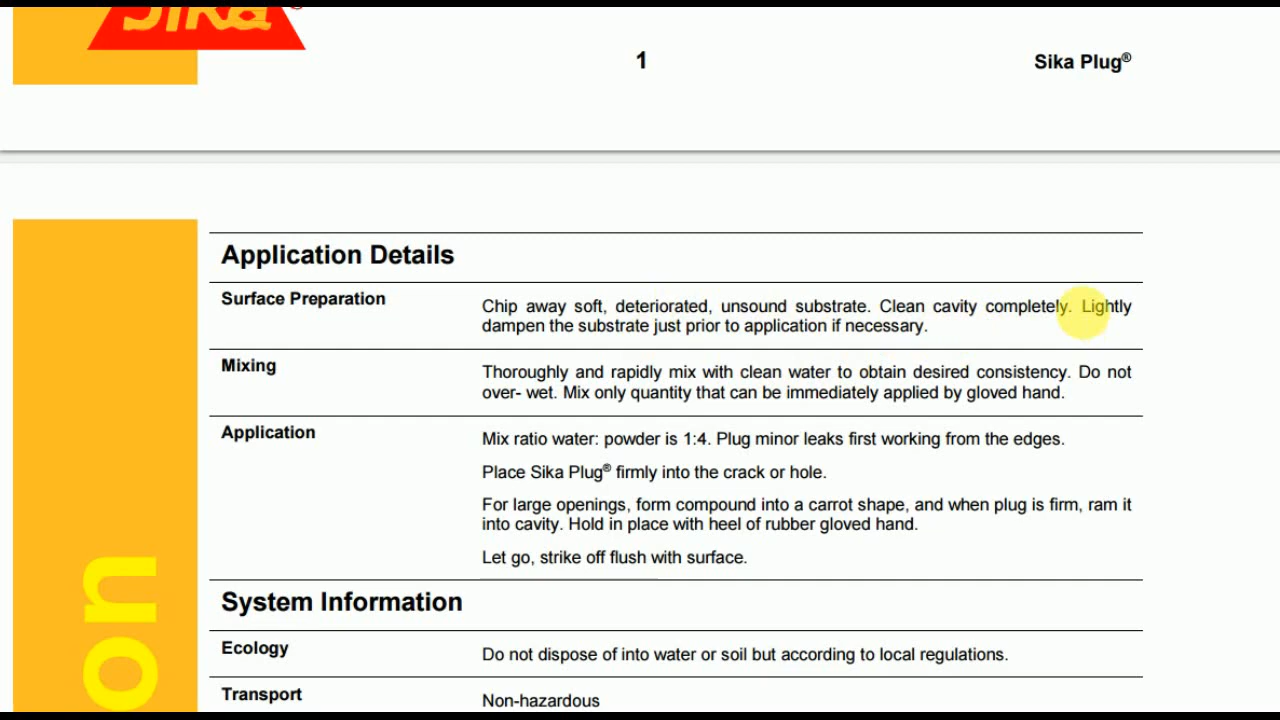 Sika
1
Sika Plug®
Application Details
Surface Preparation
Chip away soft, deteriorated, unsound substrate. Clean cavity completely. Lightly
dampen the substrate just prior to application if necessary.
Mixing
Thoroughly and rapidly mix with clean water to obtain desired consistency. Do not
over- wet. Mix only quantity that can be immediately applied by gloved hand.
Application
Mix ratio water: powder is 1:4. Plug minor leaks first working from the edges.
Place Sika Plug® firmly into the crack or hole.
For large openings, form compound into a carrot shape, and when plug is firm, ram it
into cavity. Hold in place with heel of rubber gloved hand.
Let go, strike off flush with surface.
System Information
Ecology
Do not dispose of into water or soil but according to local regulations.
Transport
Non-hazardous
on